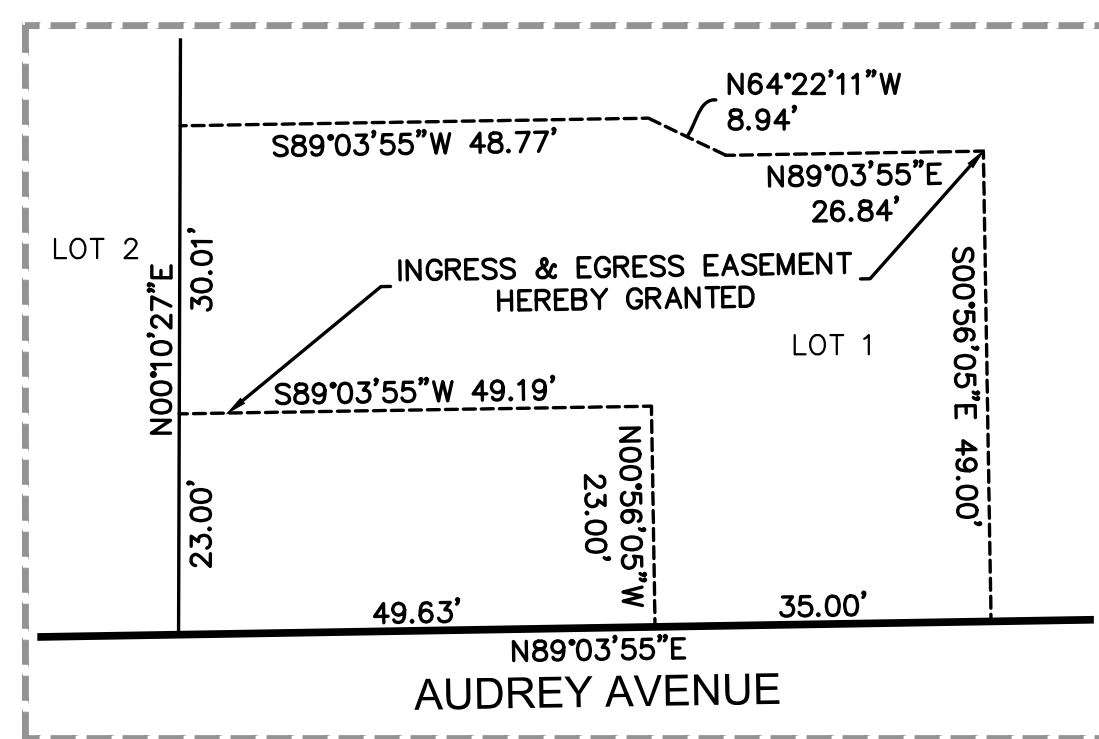 N64°22'11"W
8.94'
S89°03'55"W 48.77'
N89°03'55"E
26.84'
LOT 2
N00°10'27"E
30.01'
INGRESS & EGRESS EASEMENT
HEREBY GRANTED
S00°56'05"E 49.00'
LOT 1
S89°03'55"W 49.19'
N00°56'05"W
23.00'
23.00'
49.63'
35.00'
N89°03'55"E
AUDREY AVENUE